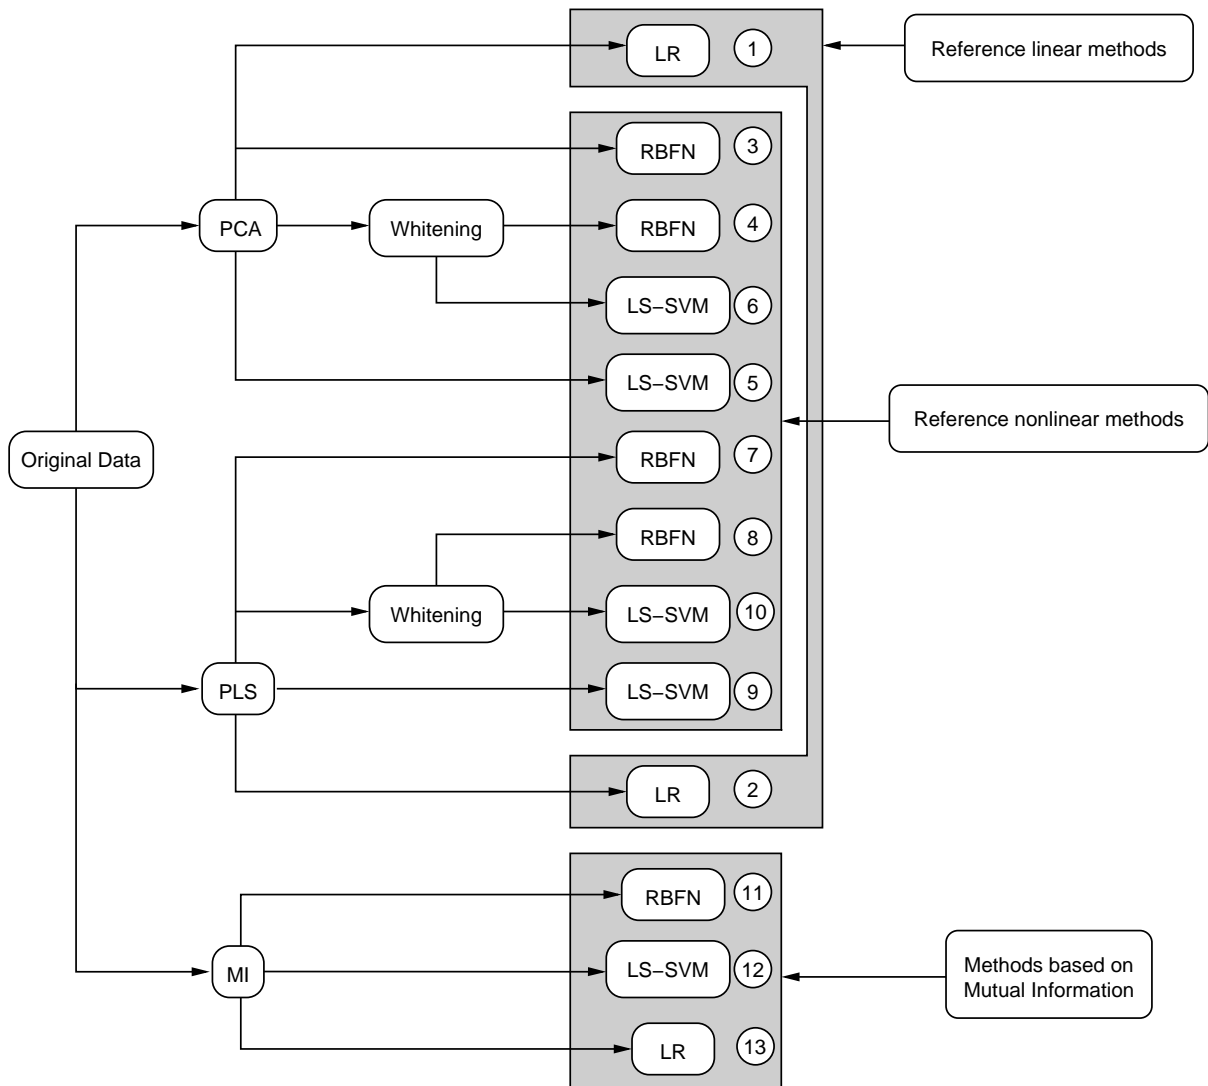 LR
1
Reference linear methods
RBFN
3
PCA
Whitening
RBFN
4
LS–SVM
6
LS–SVM
5
Reference nonlinear methods
Original Data
RBFN
7
RBFN
8
Whitening
LS–SVM
10
PLS
LS–SVM
9
LR
2
RBFN
11
MI
LS–SVM
12
Methods based on
Mutual Information
LR
13